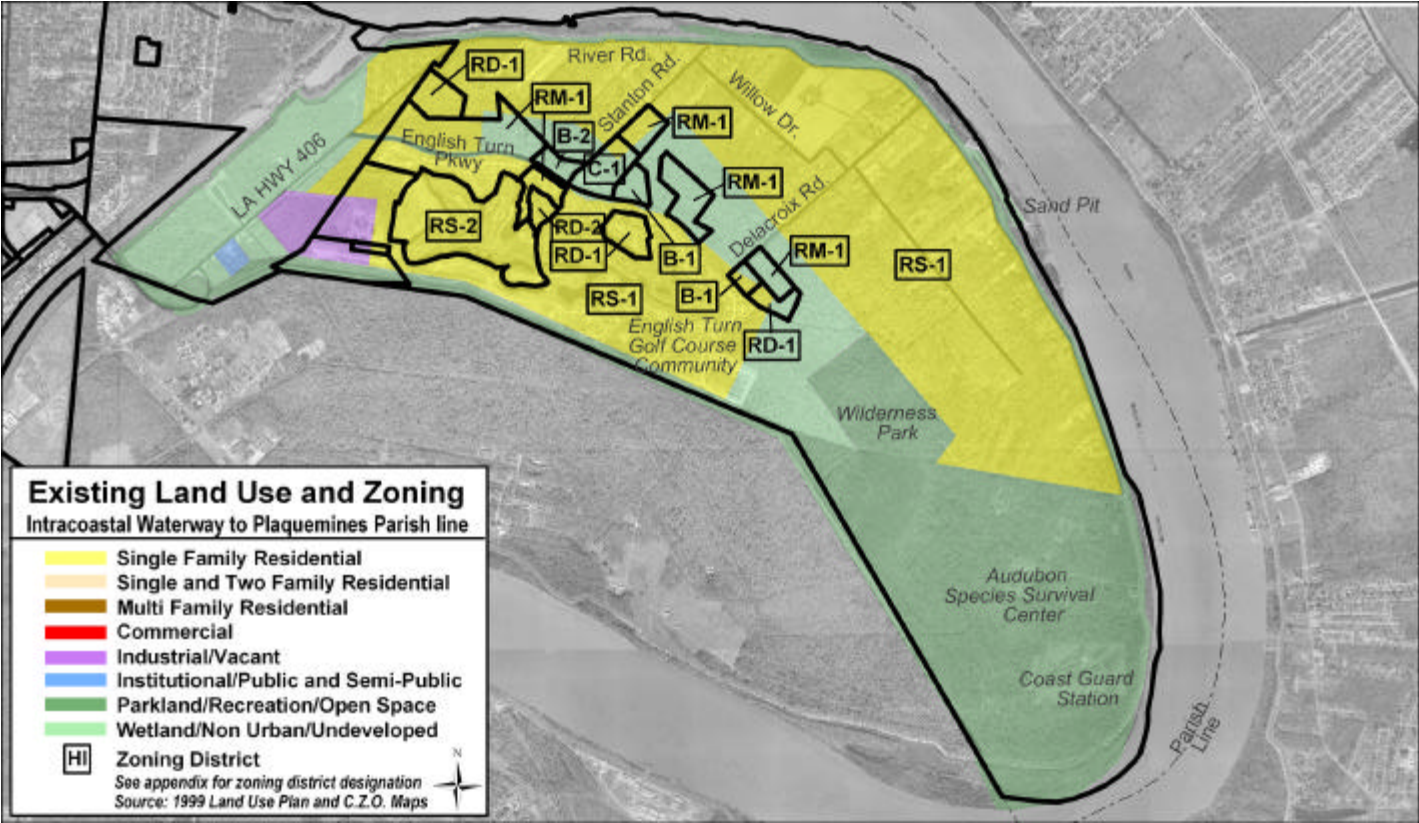 River Rd.
RD-1
Stanton Rd.
Willow Dr.
RM-1
RM-1
B-2
English Turn
Pkwy
C-1
LA HWY 406
RM-1
Delacroix Rd.
Sand Pit
RS-2
RD-2
RD-1
B-1
RM-1
RS-1
RS-1
B-1
English Turn
Golf Course
Community
RD-1
Wilderness
Park
Audubon
Species Survival
Center
Coast Guard
Station
Parish
Line
Existing Land Use and Zoning
Intracoastal Waterway to Plaquemines Parish line
Single Family Residential
Single and Two Family Residential
Multi Family Residential
Commercial
Industrial/Vacant
Institutional/Public and Semi-Public
Parkland/Recreation/Open Space
Wetland/Non Urban/Undeveloped
HI Zoning District
See appendix for zoning district designation
Source: 1999 Land Use Plan and C.Z.O. Maps
N